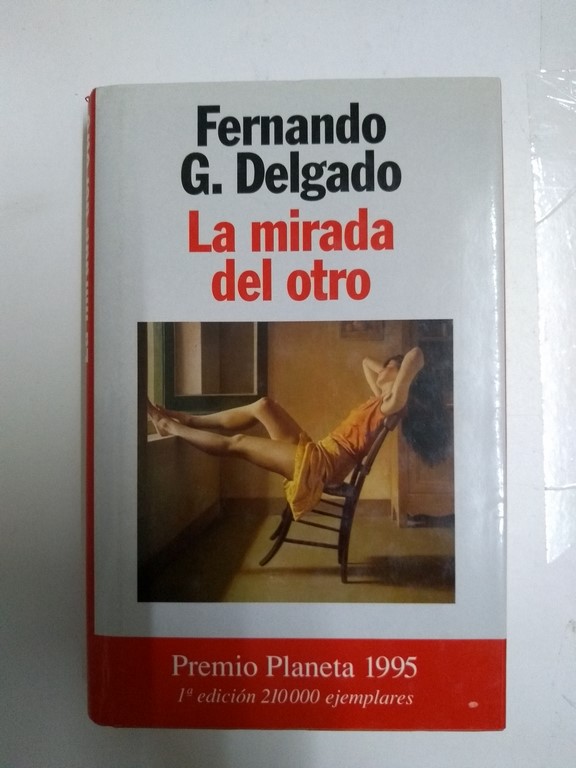 Fernando
G. Delgado
La mirada
del otro
Premio Planeta 1995
1ª edición 210000 ejemplares